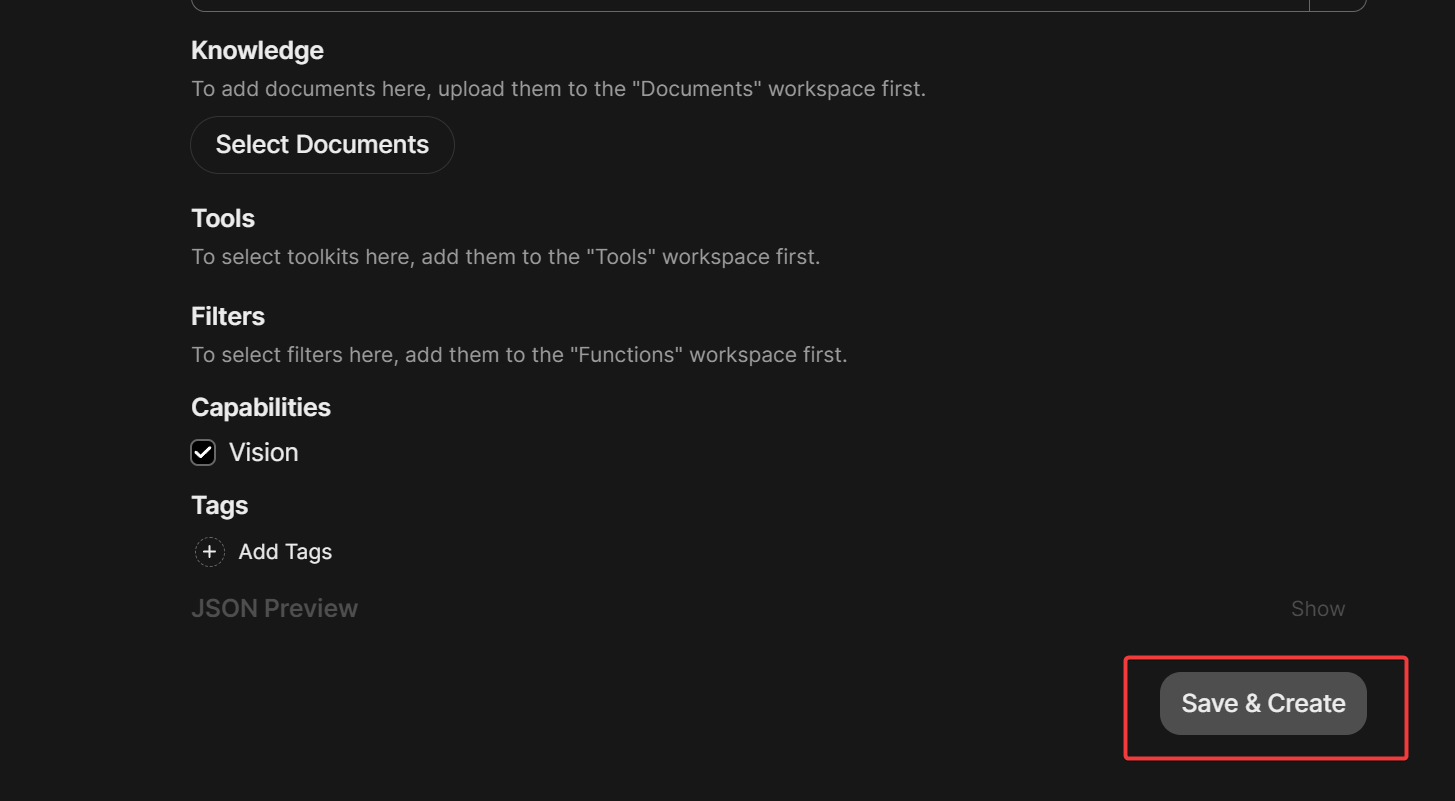 Knowledge
To add documents here, upload them to the "Documents" workspace first.
Select Documents
Tools
To select toolkits here, add them to the "Tools" workspace first.
Filters
To select filters here, add them to the "Functions" workspace first.
Capabilities
Vision
Tags
+ Add Tags
JSON Preview Show
Save & Create